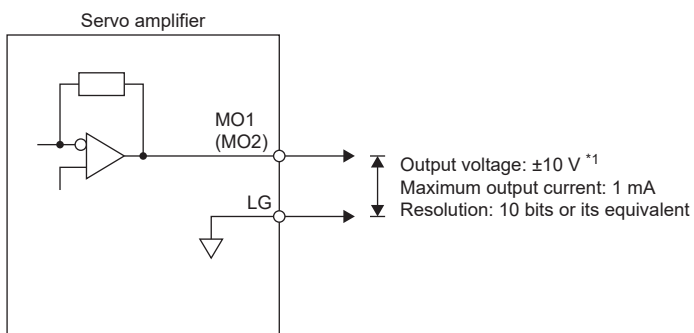 Servo amplifier
MO1
(MO2)
LG
Output voltage: ±10 V *1
Maximum output current: 1 mA
Resolution: 10 bits or its equivalent